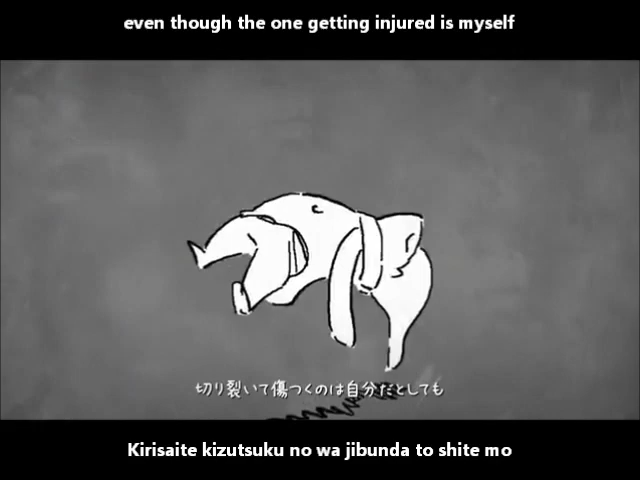 even though the one getting injured is myself
切り裂いて傷つくのは自分だとしても
Kirisaite kizutsuku no wa jibunda to shite mo